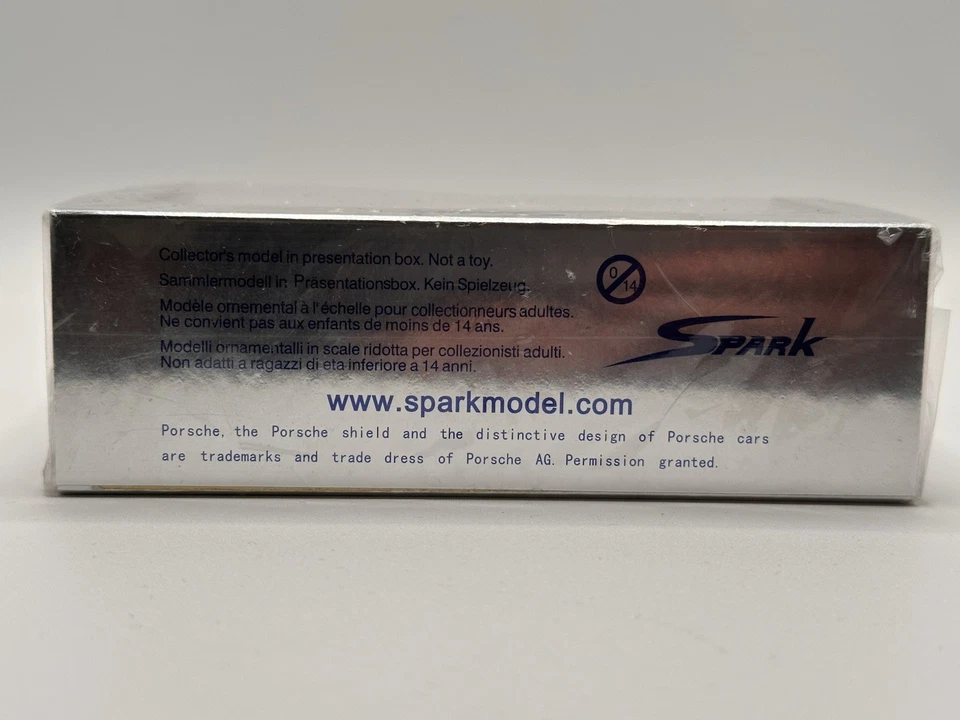 Collector's model in presentation box. Not a toy.
Sammlermodell in: Präsentationsbox. Kein Spielzeug.
Modèle ornemental à l'échelle pour collectionneurs adultes.
Ne convient pas aux enfants de moins de 14 ans.
Modelli ornamentalli in scale ridotta per collezionisti adulti.
Non adatti a ragazzi di eta inferiore a 14 anni.
0
14
SPARK
www.sparkmodel.com
Porsche, the Porsche shield and the distinctive design of Porsche cars
are trademarks and trade dress of Porsche AG. Permission granted.